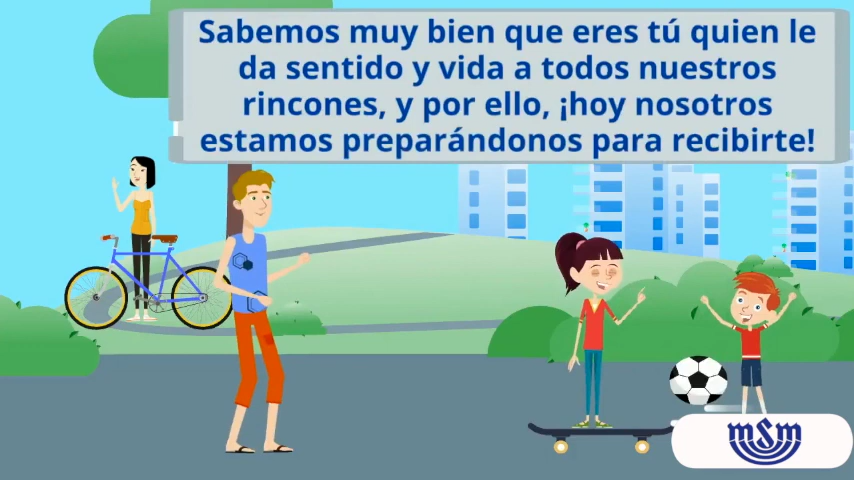 Sabemos muy bien que eres tú quien le
da sentido y vida a todos nuestros
rincones, y por ello, ¡hoy nosotros
estamos preparándonos para recibirte!
mSm